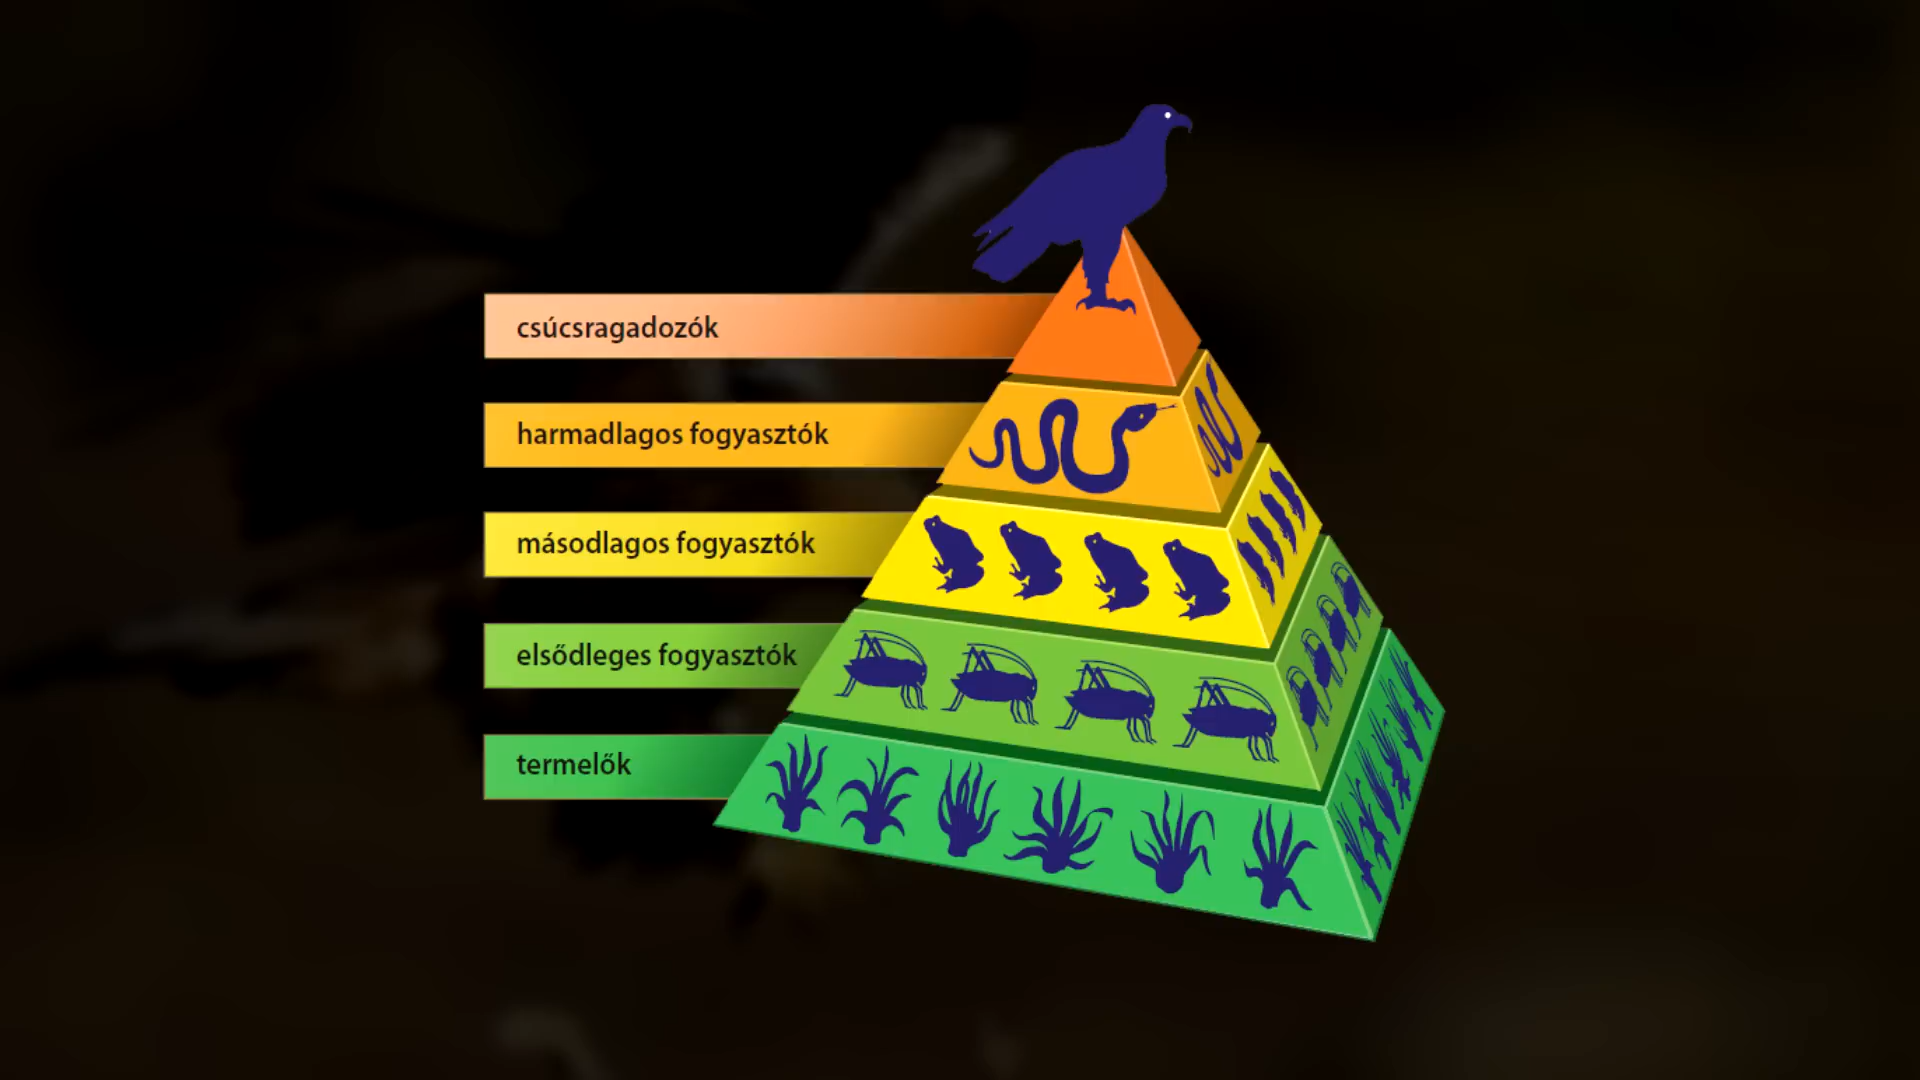 csúcsragadozók
harmadlagos fogyasztók
másodlagos fogyasztók
elsődleges fogyasztók
termelők